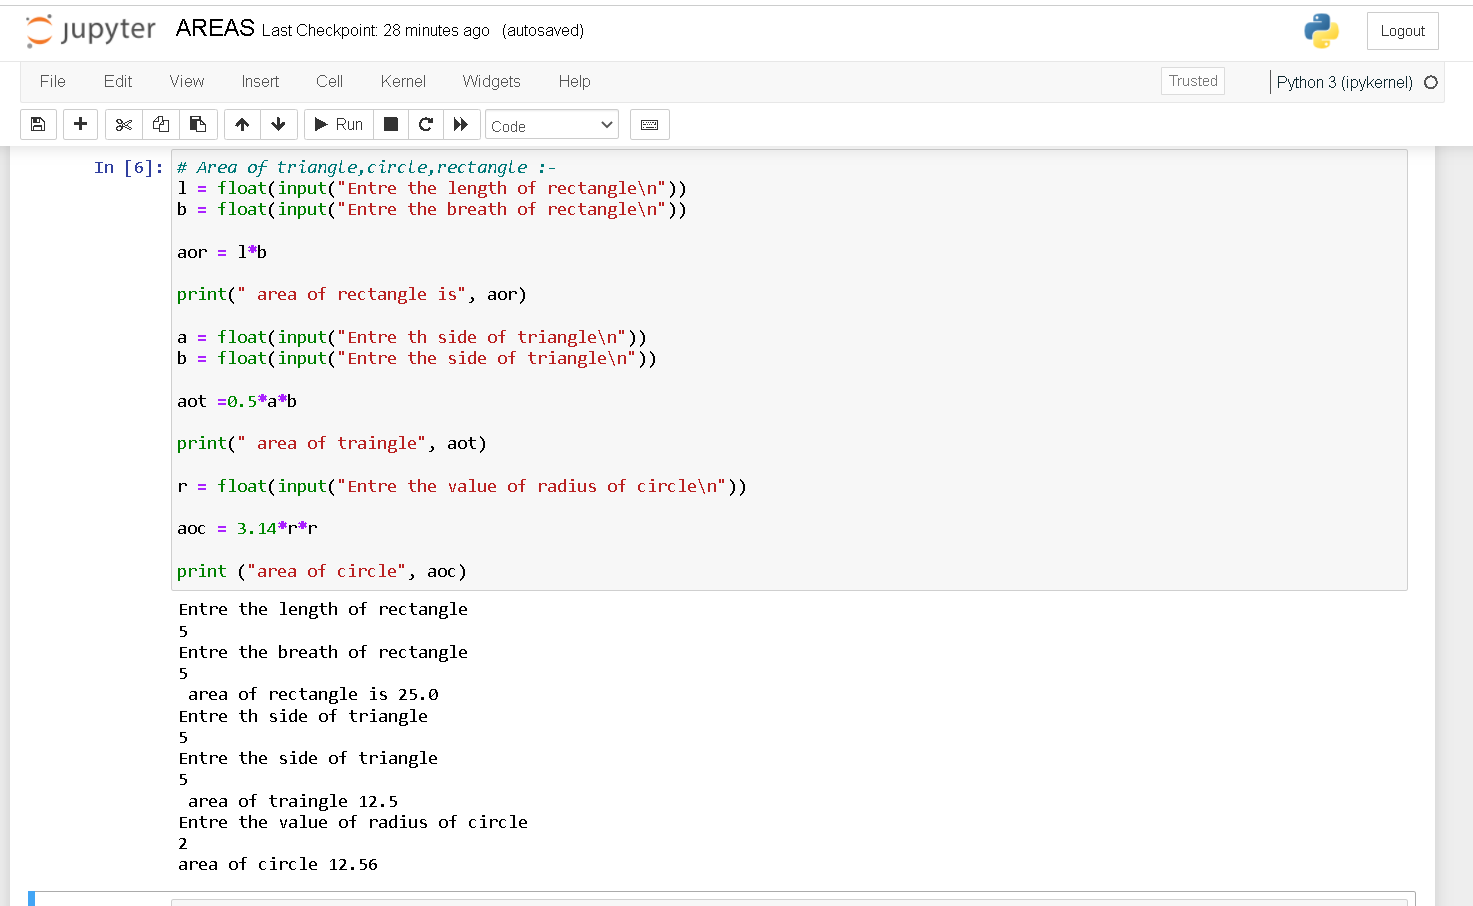 jupyter AREAS Last Checkpoint: 28 minutes ago (autosaved) Logout
File Edit View Insert Cell Kernel Widgets Help Trusted Python 3 (ipykernel)
Run Code
In [6]: # Area of triangle,circle,rectangle :-
l = float(input("Entre the length of rectangle\n"))
b = float(input("Entre the breath of rectangle\n"))
aor = l*b
print(" area of rectangle is", aor)
a = float(input("Entre th side of triangle\n"))
b = float(input("Entre the side of triangle\n"))
aot =0.5*a*b
print(" area of traingle", aot)
r = float(input("Entre the value of radius of circle\n"))
aoc = 3.14*r*r
print ("area of circle", aoc)
Entre the length of rectangle
5
Entre the breath of rectangle
5
 area of rectangle is 25.0
Entre th side of triangle
5
Entre the side of triangle
5
 area of traingle 12.5
Entre the value of radius of circle
2
area of circle 12.56